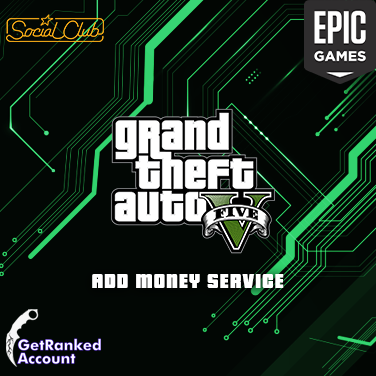 Social Club
EPIC
GAMES
grand
theft
auto
FIVE
V
ADD MONEY SERVICE
GetRanked
Account